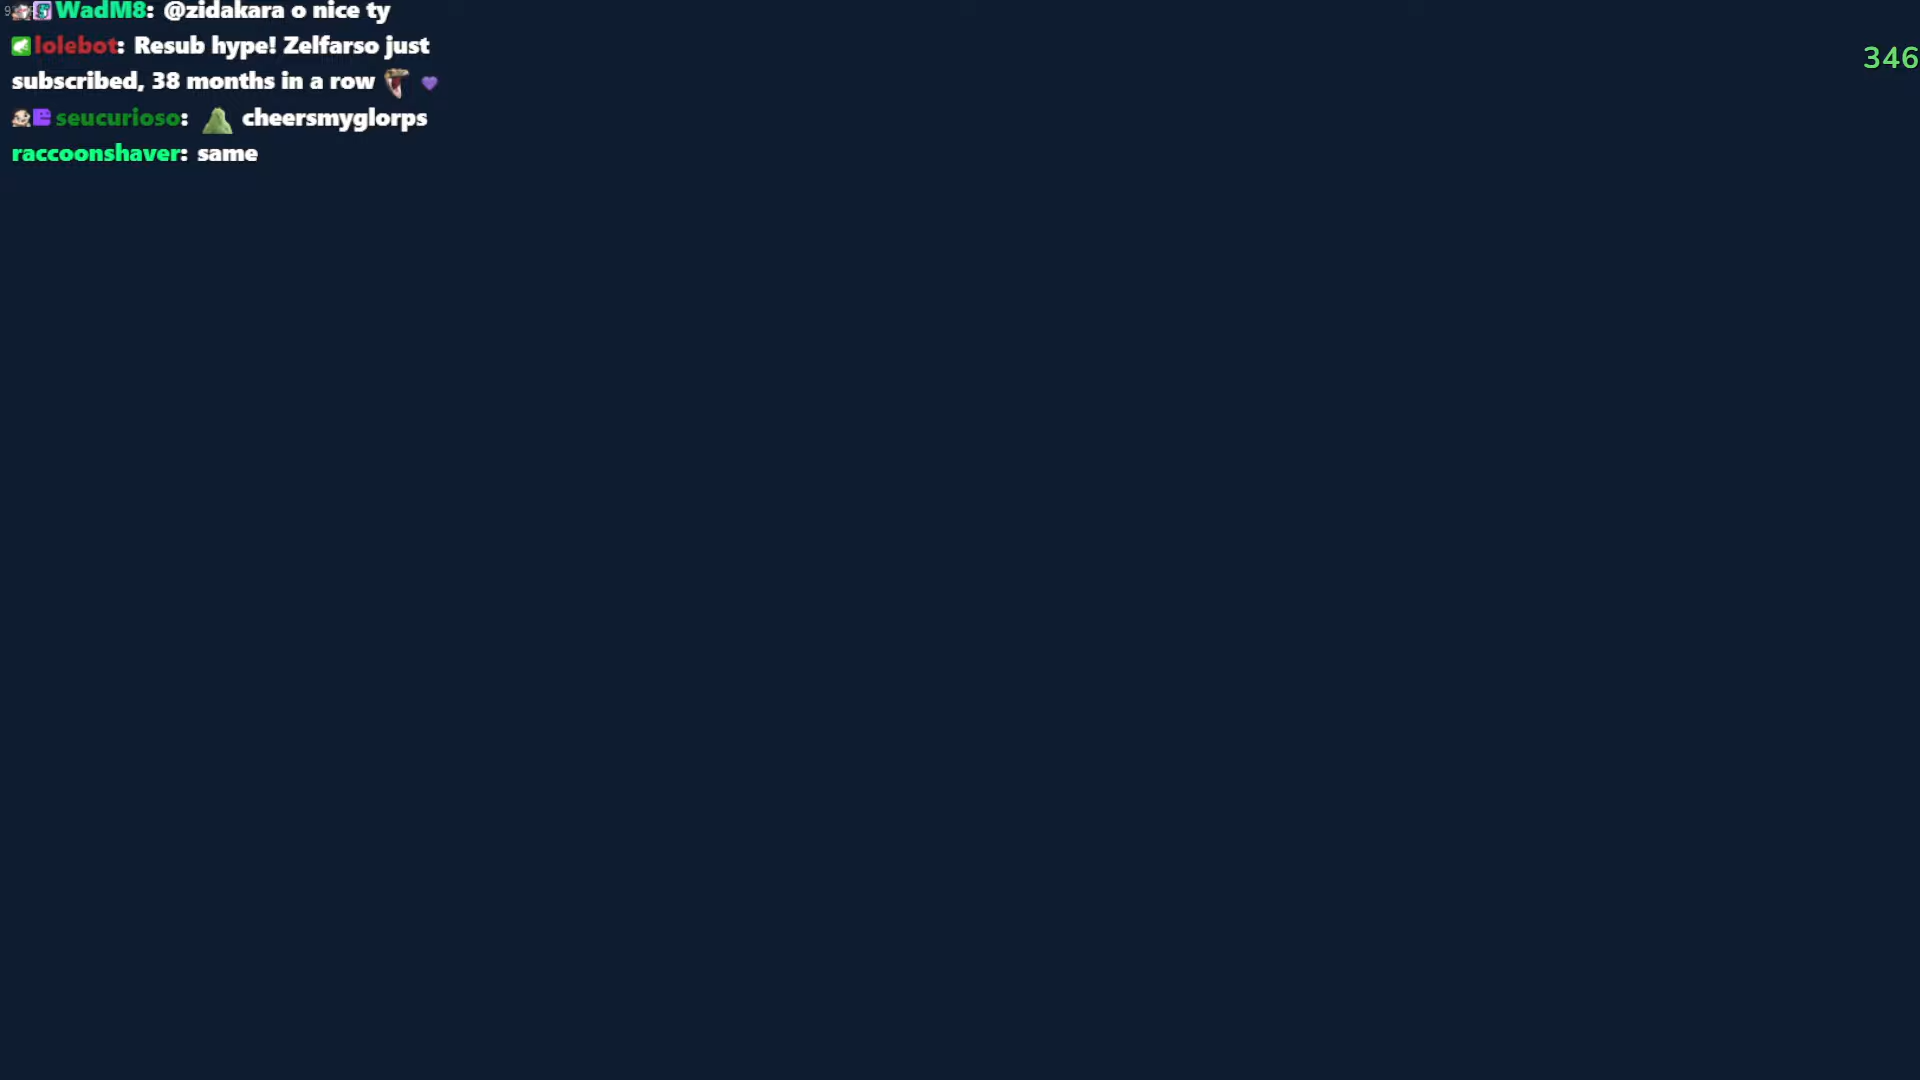 WadM8: @zidakara o nice ty
lolebot: Resub hype! Zelfarso just
subscribed, 38 months in a row
seucurioso: cheersmyglorps
raccoonshaver: same
346